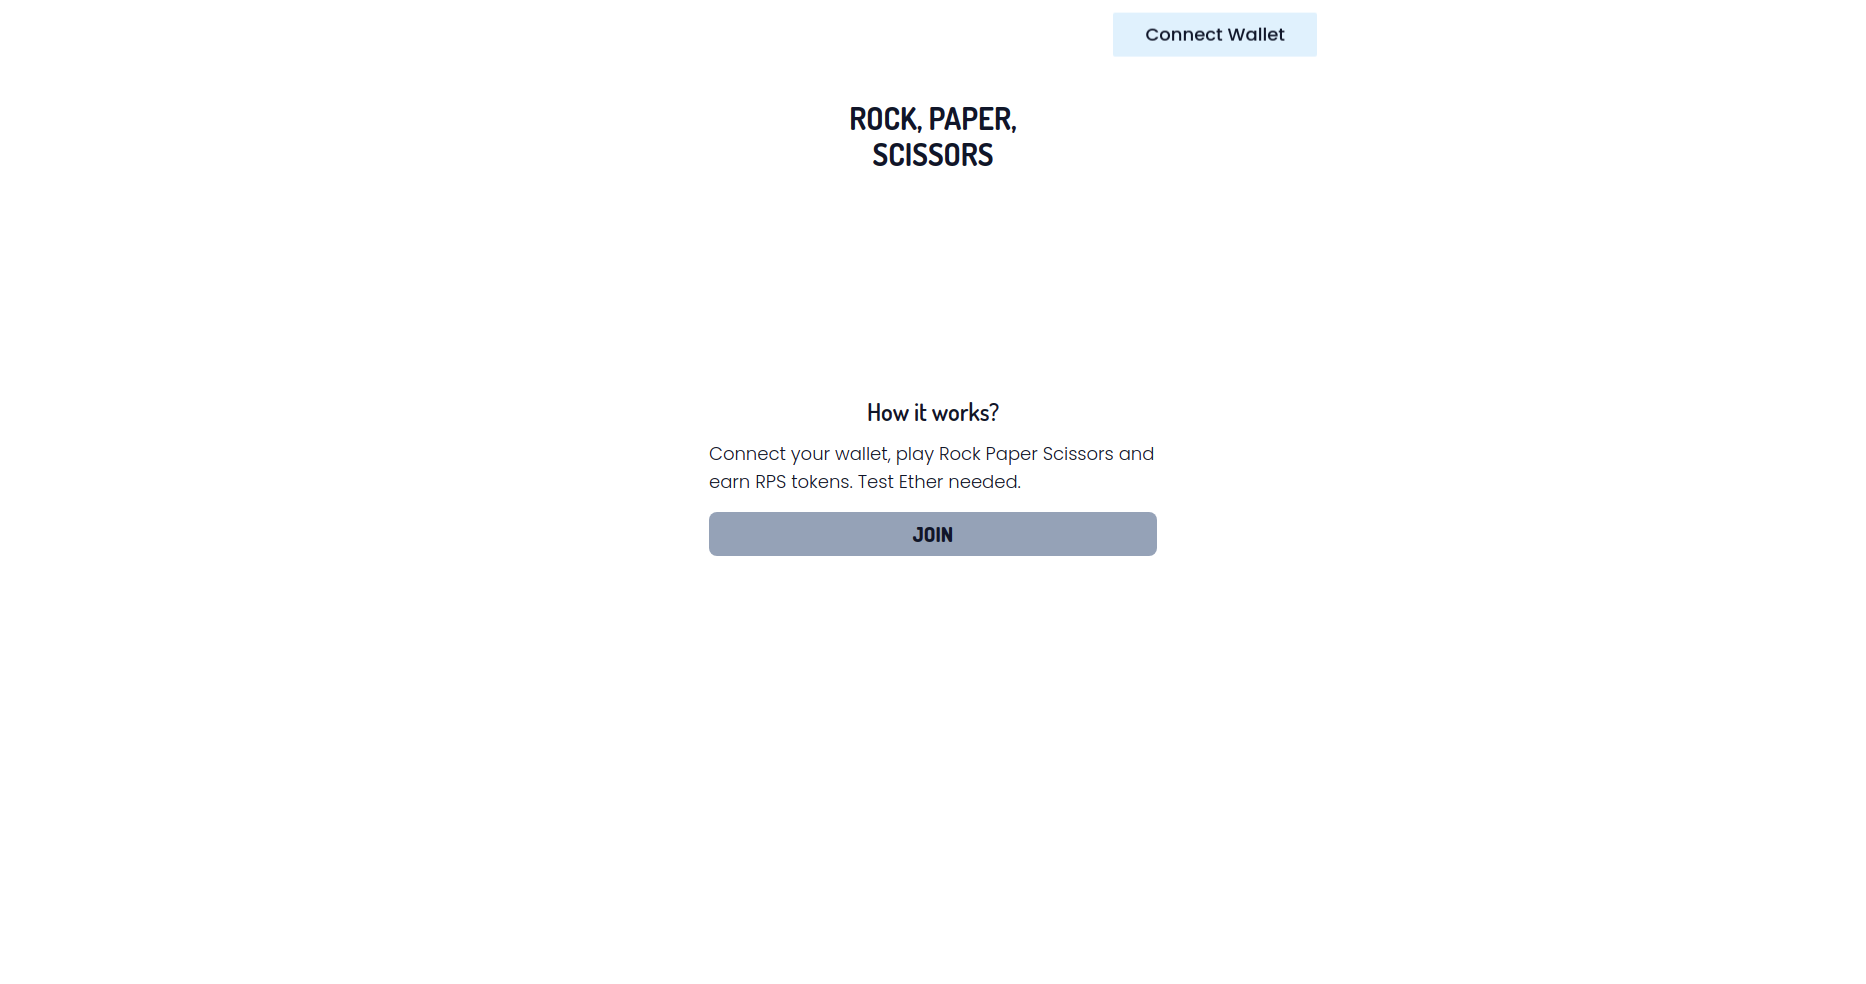 Connect Wallet
ROCK, PAPER,
SCISSORS
How it works?
Connect your wallet, play Rock Paper Scissors and
earn RPS tokens. Test Ether needed.
JOIN